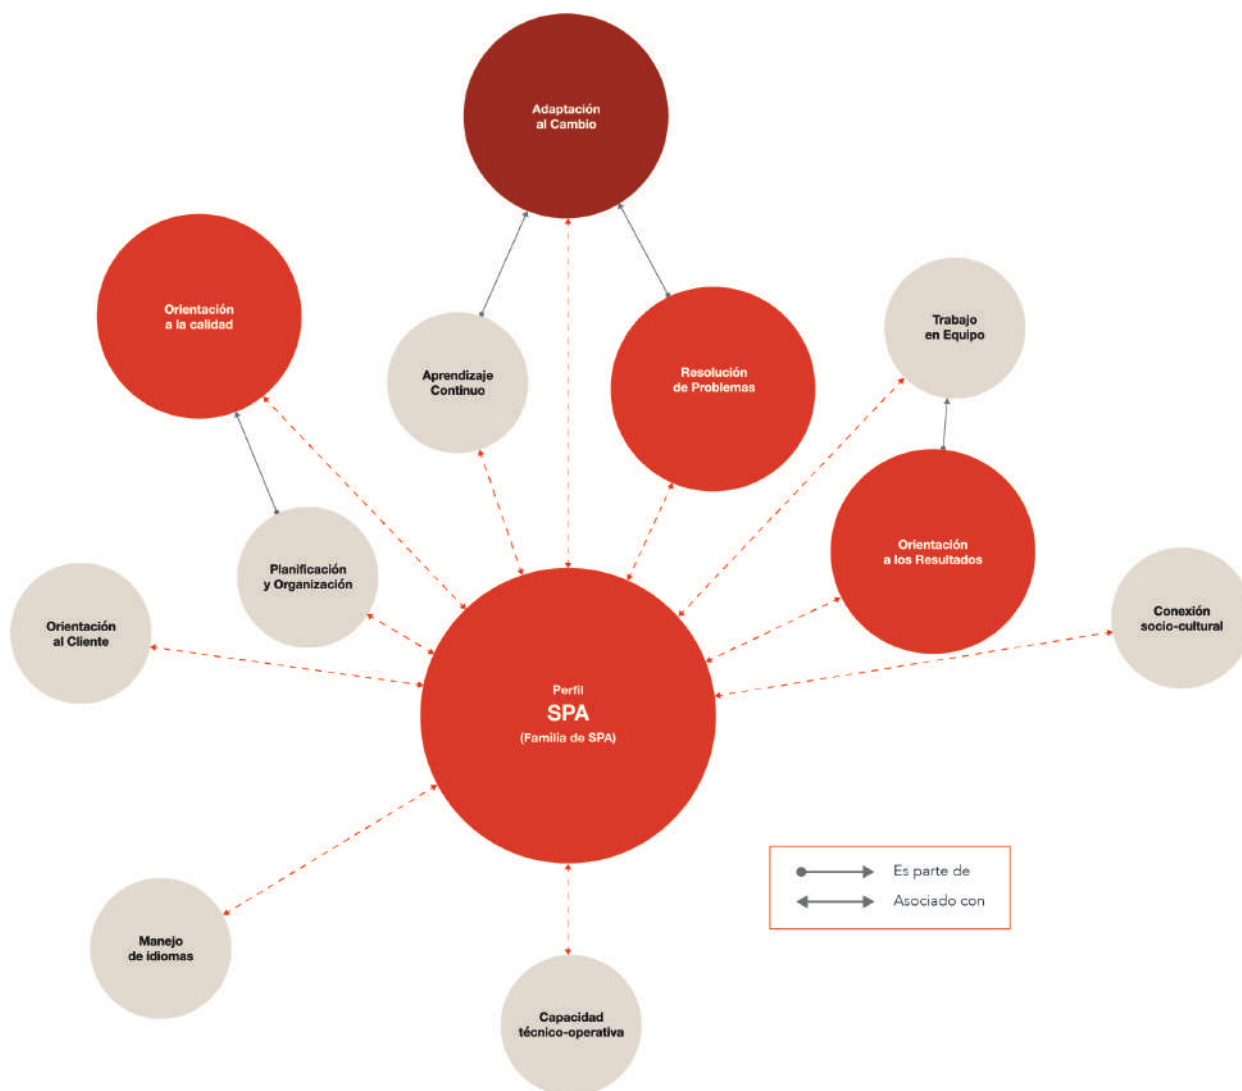 Adaptación
al Cambio
Orientación
a la calidad
Aprendizaje
Continuo
Resolución
de Problemas
Trabajo
en Equipo
Planificación
y Organización
Orientación
a los Resultados
Orientación
al Cliente
Conexión
socio-cultural
Perfil
SPA
(Familia de SPA)
Manejo
de idiomas
Capacidad
técnico-operativa
Es parte de
Asociado con